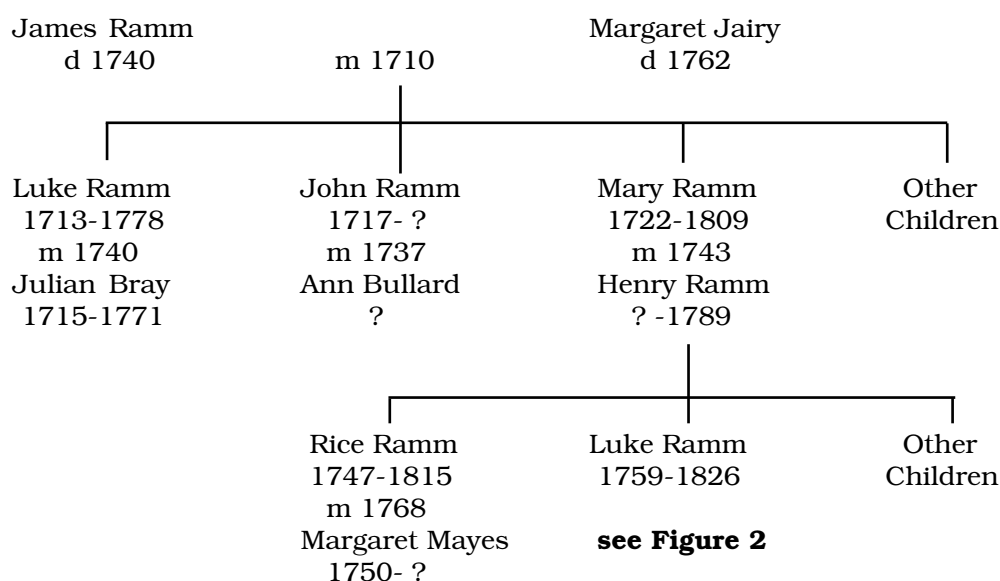 James Ramm Margaret Jairy
d 1740 m 1710 d 1762
Luke Ramm John Ramm Mary Ramm Other
1713-1778 1717- ? 1722-1809 Children
m 1740 m 1737 m 1743
Julian Bray Ann Bullard Henry Ramm
1715-1771 ? ? -1789
Rice Ramm Luke Ramm Other
1747-1815 1759-1826 Children
m 1768
Margaret Mayes see Figure 2
1750- ?